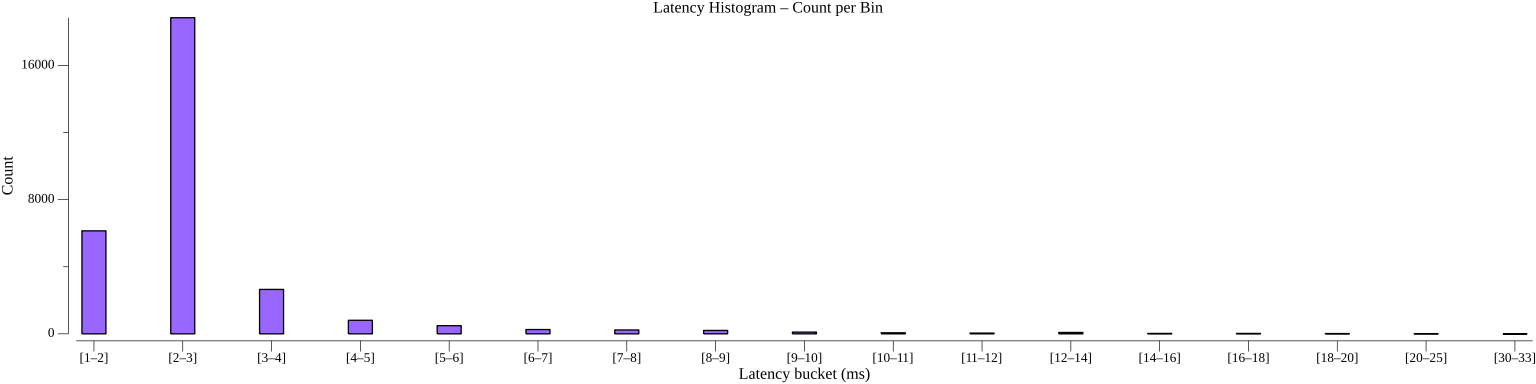 Latency Histogram – Count per Bin
Count
16000
8000
0
[1–2] [2–3] [3–4] [4–5] [5–6] [6–7] [7–8] [8–9] [9–10] [10–11] [11–12] [12–14] [14–16] [16–18] [18–20] [20–25] [30–33]
Latency bucket (ms)